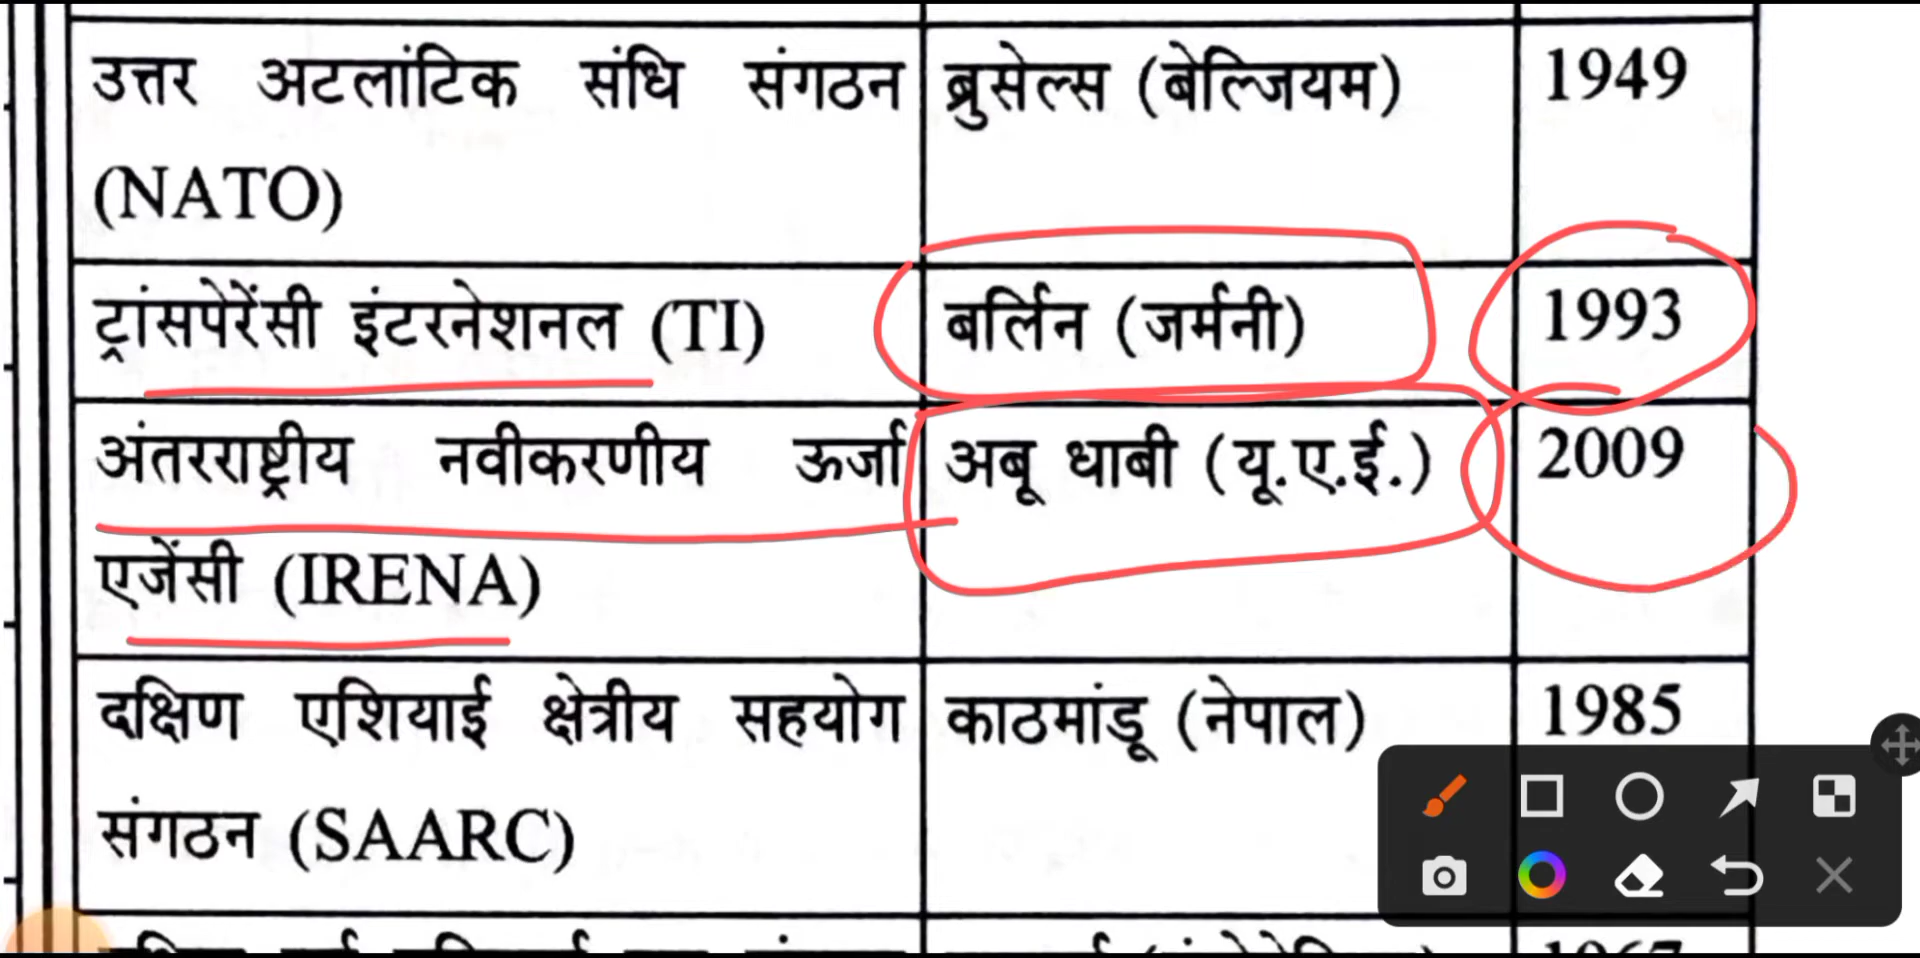 उत्तर अटलांटिक संधि संगठन ब्रुसेल्स (बेल्जियम) 1949
(NATO)
ट्रांसपेरेंसी इंटरनेशनल (TI) बर्लिन (जर्मनी) 1993
अंतरराष्ट्रीय नवीकरणीय ऊर्जा अबू धाबी (यू.ए.ई.) 2009
एजेंसी (IRENA)
दक्षिण एशियाई क्षेत्रीय सहयोग काठमांडू (नेपाल) 1985
संगठन (SAARC)